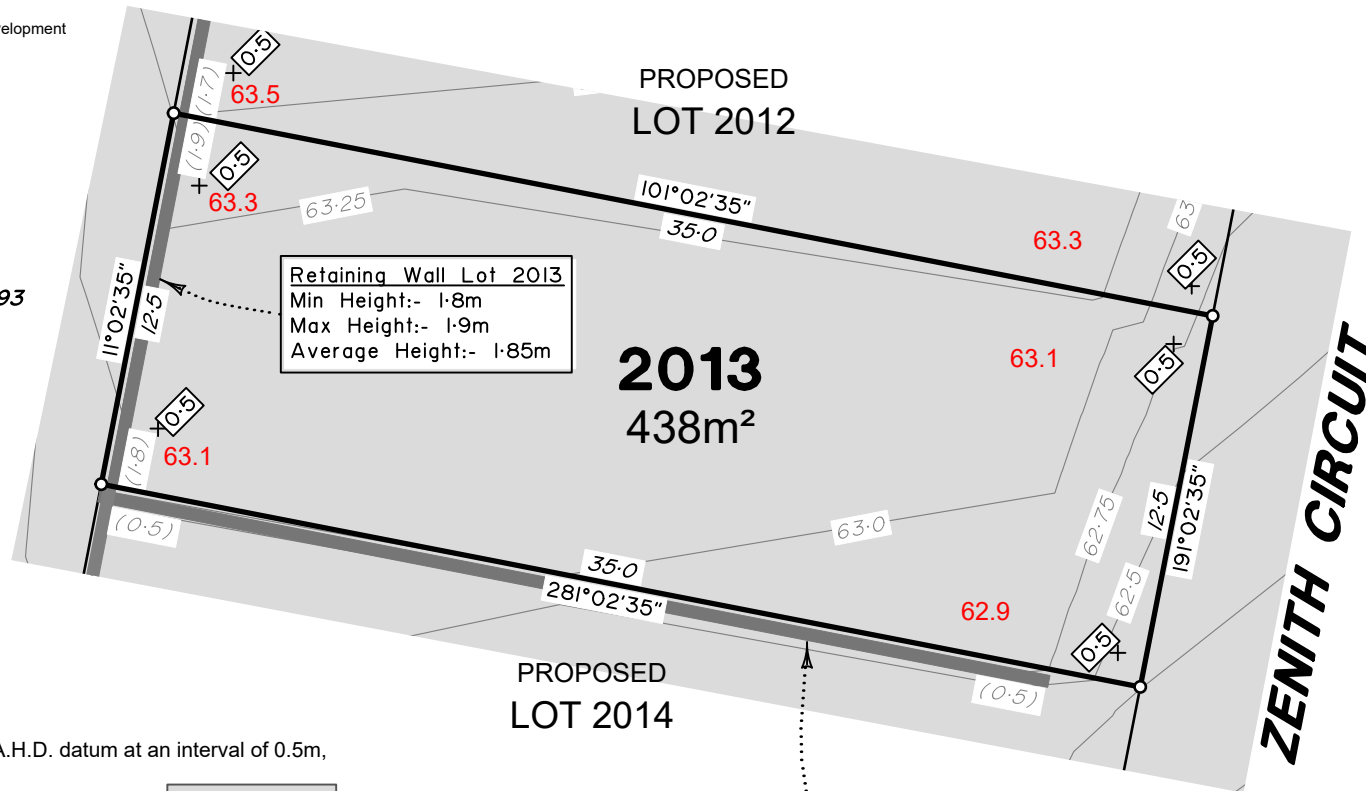 elopment
0·5
63.5
(1·7)
PROPOSED
LOT 2012
(1·9)
0·5
63.3
63·25
101°02'35"
35·0
63.3
63
0·5
93
11°02'35"
12·5
Retaining Wall Lot 2013
Min Height:- 1·8m
Max Height:- 1·9m
Average Height:- 1·85m
2013
438m²
63.1
0·5
0·5
63.1
(1·8)
(0·5)
63·0
62·75
62·5
12·5
191°02'35"
ZENITH CIRCUIT
35·0
281°02'35"
62.9
0·5
(0·5)
PROPOSED
LOT 2014
A.H.D. datum at an interval of 0.5m,